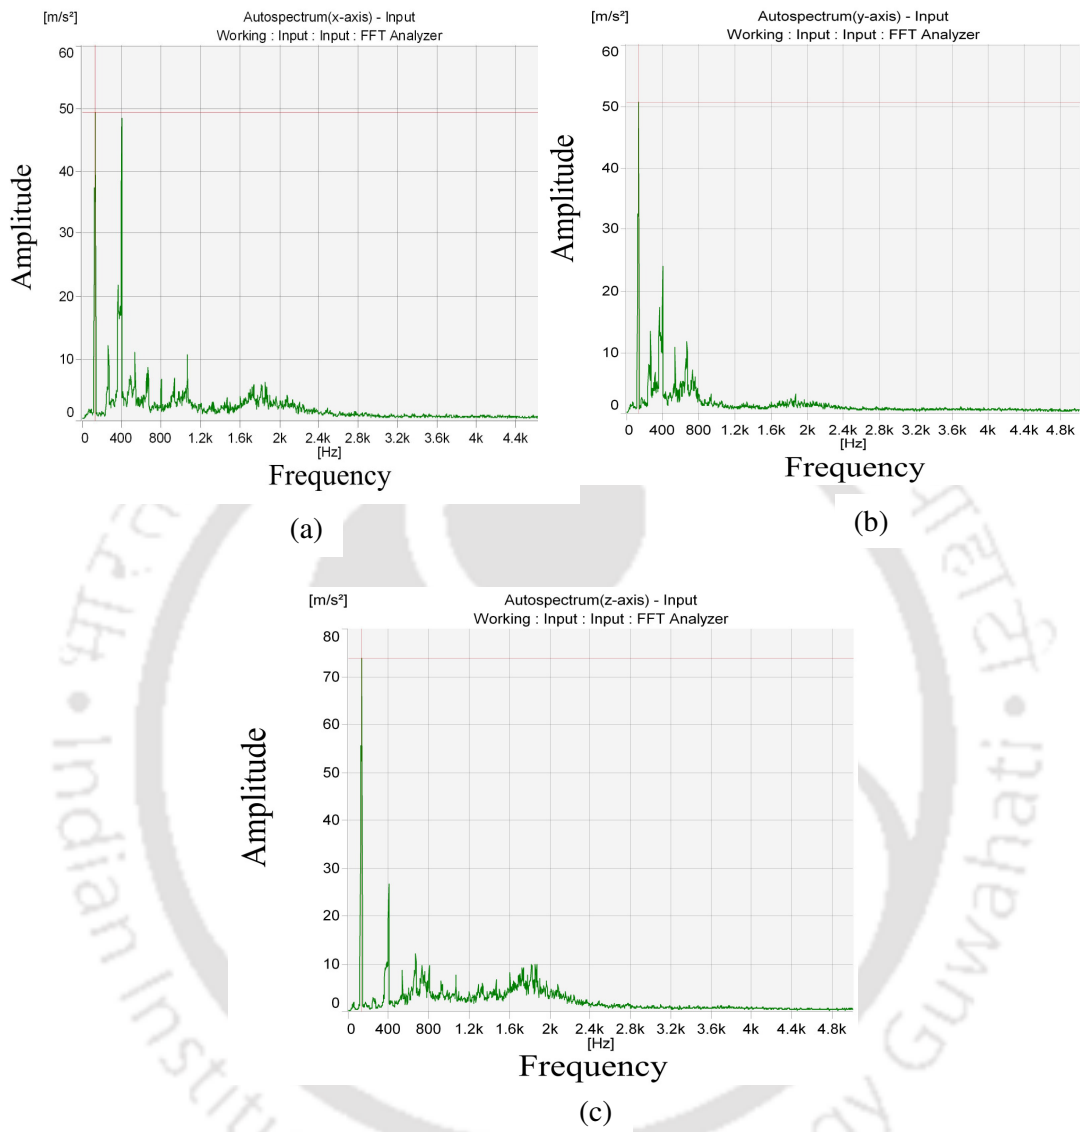 [m/s²]
Autospectrum(x-axis) - Input
Working : Input : Input : FFT Analyzer
60
50
40
30
20
10
0
Amplitude
0 400 800 1.2k 1.6k 2k 2.4k 2.8k 3.2k 3.6k 4k 4.4k
[Hz]
Frequency
(a)
[m/s²]
Autospectrum(y-axis) - Input
Working : Input : Input : FFT Analyzer
60
50
40
30
20
10
0
Amplitude
0 400 800 1.2k 1.6k 2k 2.4k 2.8k 3.2k 3.6k 4k 4.4k 4.8k
[Hz]
Frequency
(b)
[m/s²]
Autospectrum(z-axis) - Input
Working : Input : Input : FFT Analyzer
80
70
60
50
40
30
20
10
0
Amplitude
0 400 800 1.2k 1.6k 2k 2.4k 2.8k 3.2k 3.6k 4k 4.4k 4.8k
[Hz]
Frequency
(c)
Indian Institu
gy Guwahati